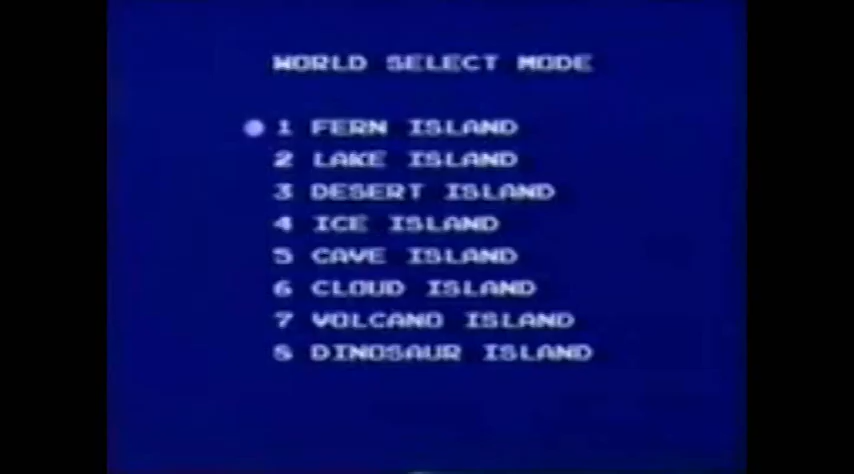 WORLD SELECT MODE
1 FERN ISLAND
2 LAKE ISLAND
3 DESERT ISLAND
4 ICE ISLAND
5 CAVE ISLAND
6 CLOUD ISLAND
7 VOLCANO ISLAND
8 DINOSAUR ISLAND